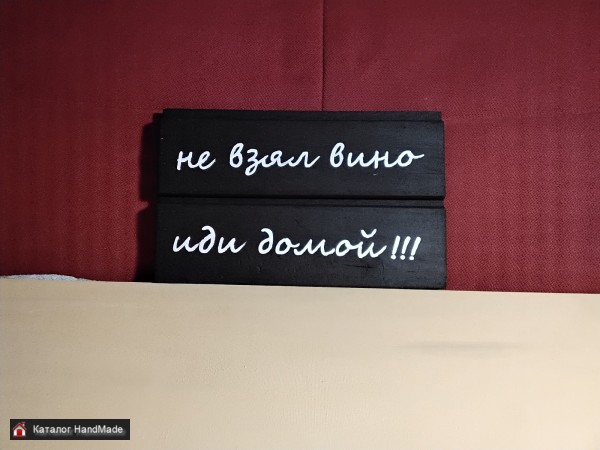 не взял вино
иди домой!!!
Каталог HandMade